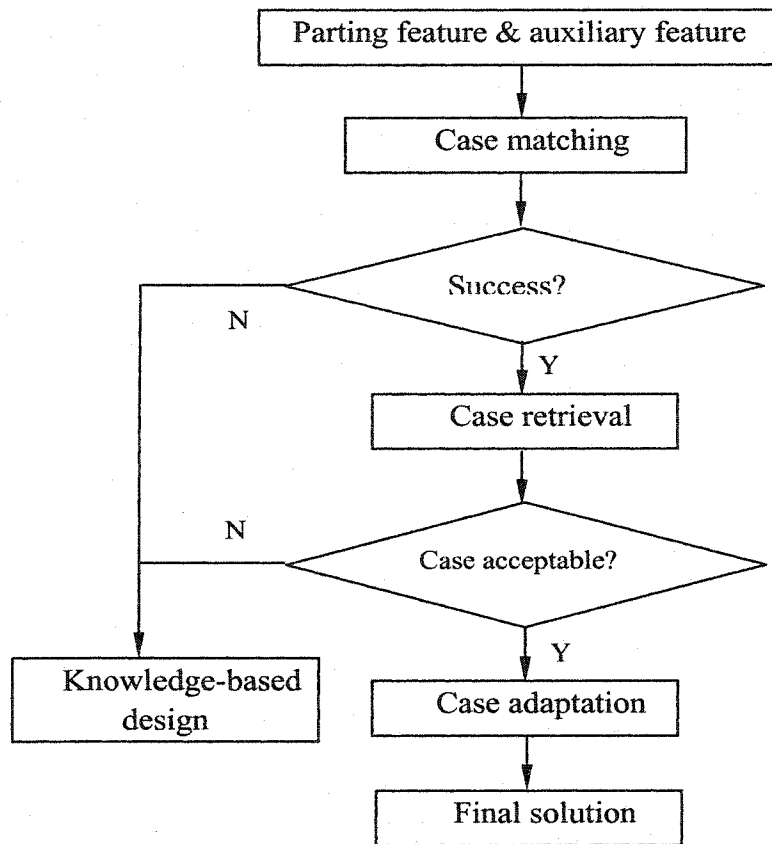 Parting feature & auxiliary feature
Case matching
Success?
N
Y
Case retrieval
N
Case acceptable?
Y
Knowledge-based
design
Case adaptation
Final solution